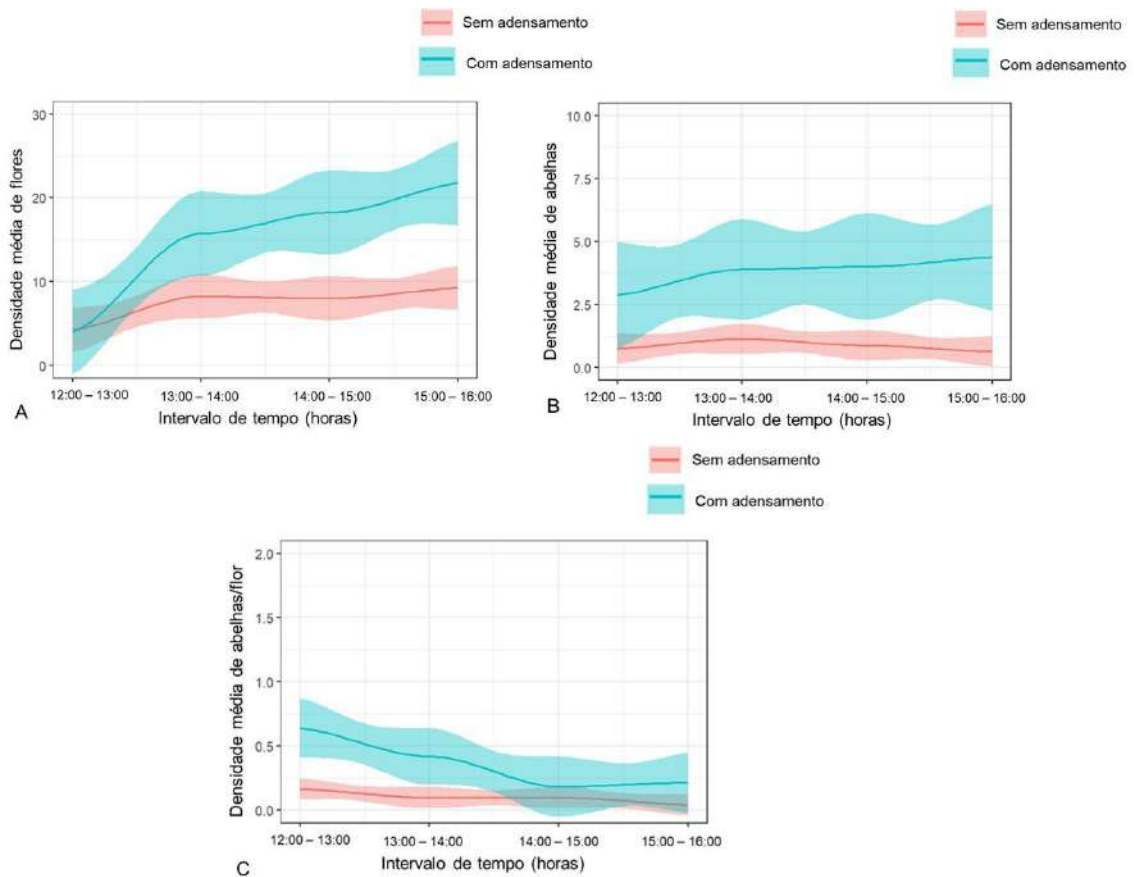 Sem adensamento
Com adensamento
Densidade média de flores
30
20
10
0
12:00 – 13:00
13:00 – 14:00
14:00 – 15:00
15:00 – 16:00
Intervalo de tempo (horas)
A
Sem adensamento
Com adensamento
Densidade média de abelhas
10.0
7.5
5.0
2.5
0.0
12:00 – 13:00
13:00 – 14:00
14:00 – 15:00
15:00 – 16:00
Intervalo de tempo (horas)
B
Sem adensamento
Com adensamento
Densidade média de abelhas/flor
2.0
1.5
1.0
0.5
0.0
12:00 – 13:00
13:00 – 14:00
14:00 – 15:00
15:00 – 16:00
Intervalo de tempo (horas)
C